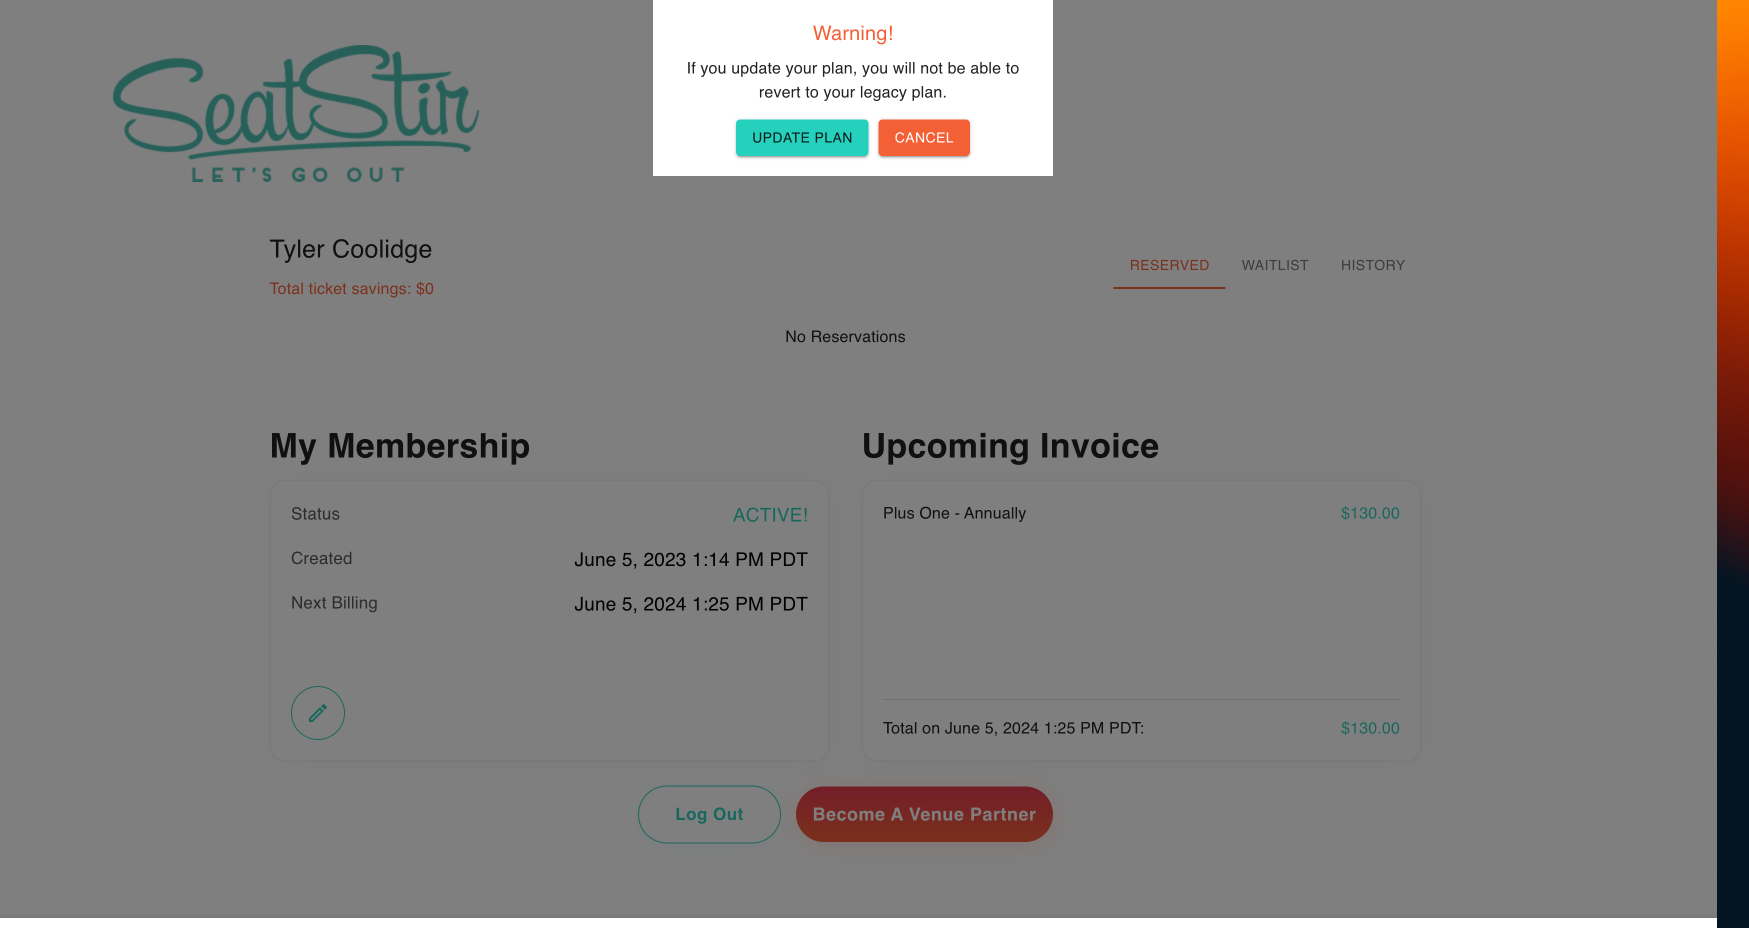 Warning!
If you update your plan, you will not be able to
revert to your legacy plan.
UPDATE PLAN
CANCEL
SeatStir
LET'S GO OUT
Tyler Coolidge
Total ticket savings: $0
RESERVED
WAITLIST
HISTORY
No Reservations
My Membership
Status
ACTIVE!
Created
June 5, 2023 1:14 PM PDT
Next Billing
June 5, 2024 1:25 PM PDT
Upcoming Invoice
Plus One - Annually
$130.00
Total on June 5, 2024 1:25 PM PDT:
$130.00
Log Out
Become A Venue Partner